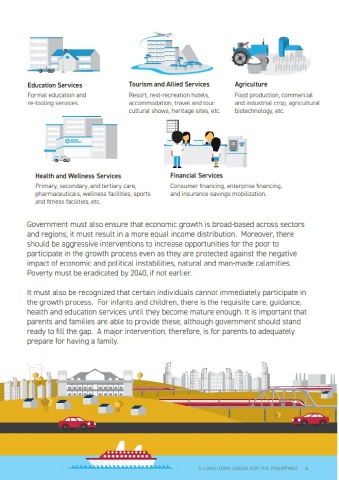 Education Services
Formal education and
re-tooling services.
Tourism and Allied Services
Resort, rest-recreation hotels,
accommodation, travel and tour
cultural shows, heritage sites, etc.
Agriculture
Food production, commercial
and industrial crop, agricultural
biotechnology, etc.
Health and Wellness Services
Primary, secondary, and tertiary care,
pharmaceuticals, wellness facilities, sports
and fitness facilities, etc.
Financial Services
Consumer financing, enterprise financing,
and insurance savings mobilization.
Government must also ensure that economic growth is broad-based across sectors
and regions; it must result in a more equal income distribution. Moreover, there
should be aggressive interventions to increase opportunities for the poor to
participate in the growth process even as they are protected against the negative
impact of economic and political instabilities, natural and man-made calamities.
Poverty must be eradicated by 2040, if not earlier.
It must also be recognized that certain individuals cannot immediately participate in
the growth process. For infants and children, there is the requisite care, guidance,
health and education services until they become mature enough. It is important that
parents and families are able to provide these, although government should stand
ready to fill the gap. A major intervention, therefore, is for parents to adequately
prepare for having a family.
A LONG TERM VISION FOR THE PHILIPPINES